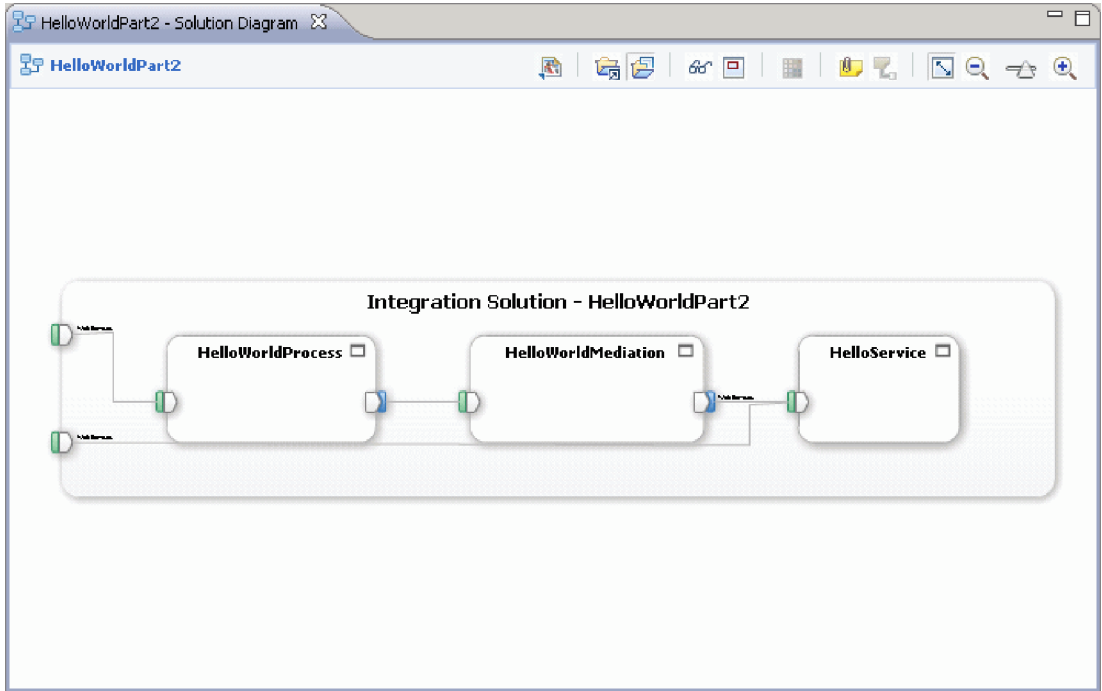 HelloWorldPart2 - Solution Diagram
HelloWorldPart2
Integration Solution - HelloWorldPart2
HelloWorldProcess
HelloWorldMediation
HelloService